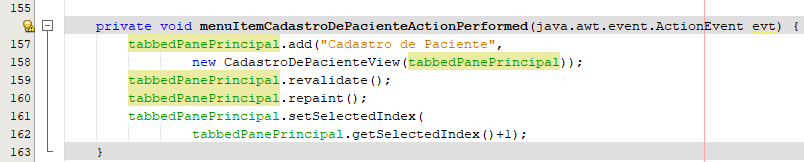 155
private void menuItemCadastroDePacienteActionPerformed(java.awt.event.ActionEvent evt) {
157 tabbedPanePrincipal.add("Cadastro de Paciente",
158 new CadastroDePacienteView(tabbedPanePrincipal));
159 tabbedPanePrincipal.revalidate();
160 tabbedPanePrincipal.repaint();
161 tabbedPanePrincipal.setSelectedIndex(
162 tabbedPanePrincipal.getSelectedIndex()+1);
163 }